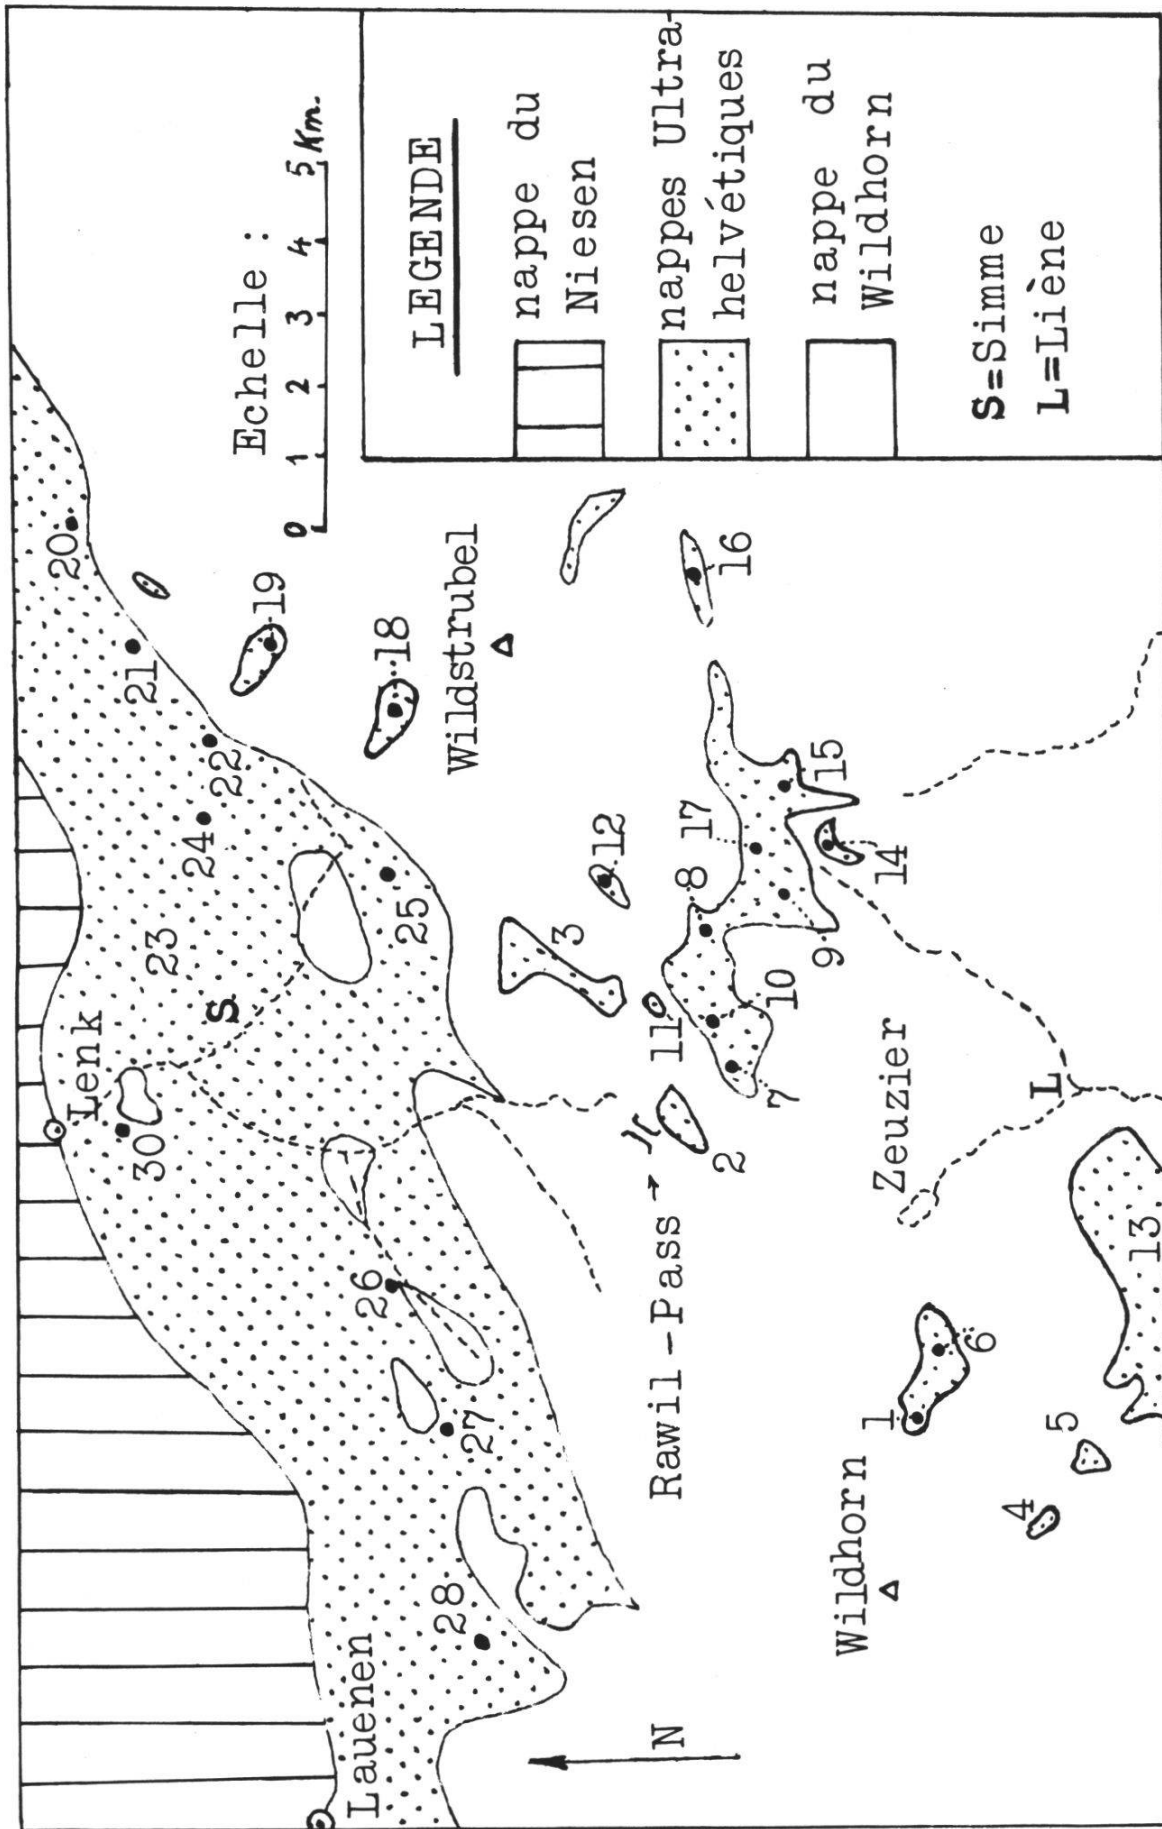 Echelle :
0 1 2 3 4 5 Km.
LEGENDE
nappe du
Niesen
nappes Ultra-
helvétiques
nappe du
Wildhorn
S=Simme
L=Liène
Lauenen
Lenk
30
23
S
24
22
21
20
19
18
Wildstrubel
25
26
27
28
N
Rawil-Pass →
2
3
12
11
7
10
8
17
9
15
14
16
Zeuzier
L
Wildhorn
1
6
4
5
13